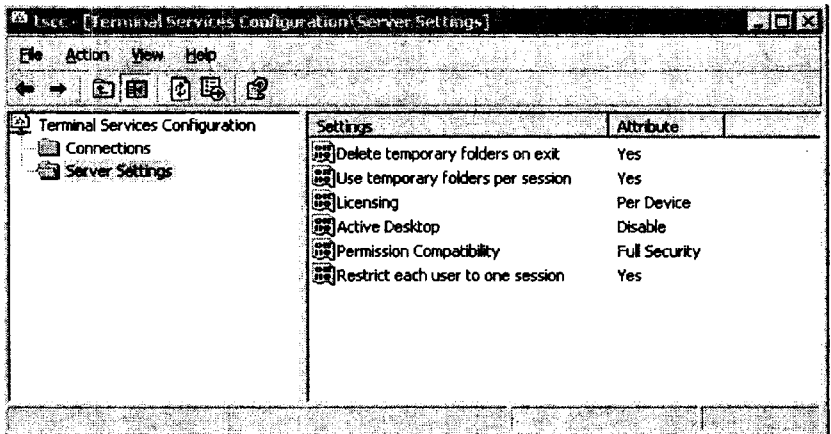 tscc - [Terminal Services Configuration\Server Settings]
File Action View Help
Terminal Services Configuration
Connections
Server Settings
Settings Attribute
Delete temporary folders on exit Yes
Use temporary folders per session Yes
Licensing Per Device
Active Desktop Disable
Permission Compatibility Full Security
Restrict each user to one session Yes